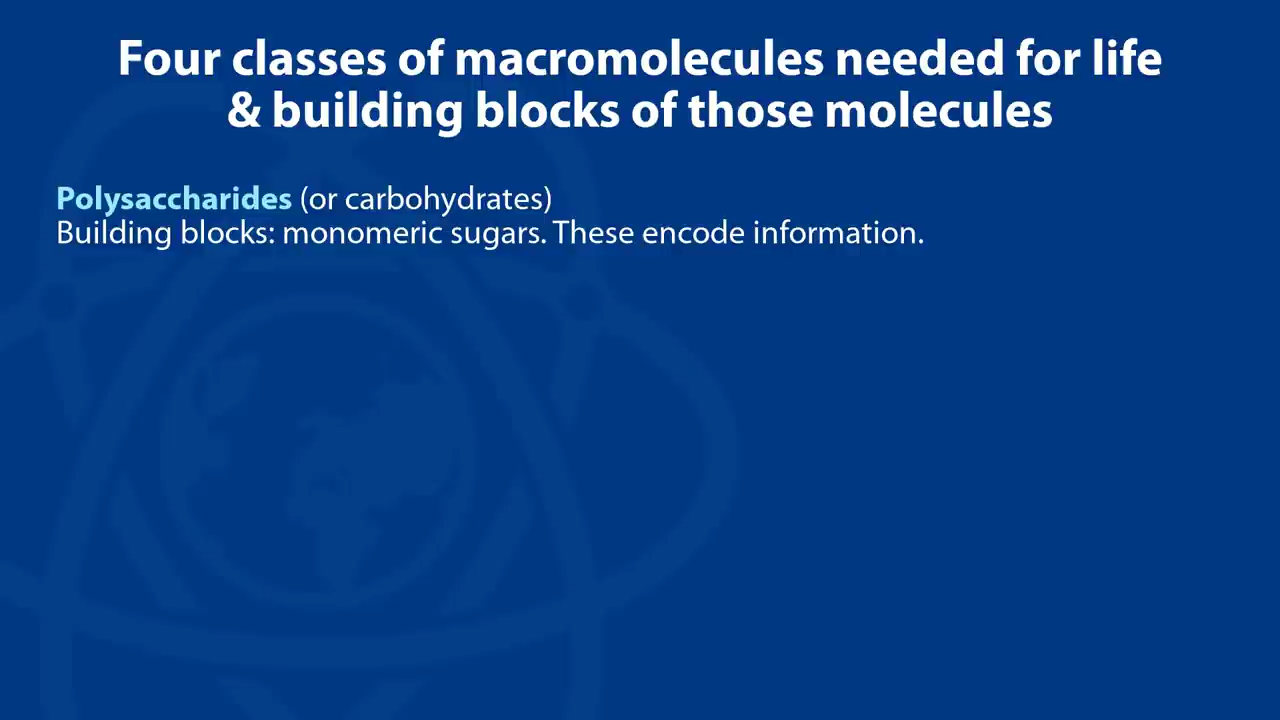 Four classes of macromolecules needed for life
& building blocks of those molecules
Polysaccharides (or carbohydrates)
Building blocks: monomeric sugars. These encode information.